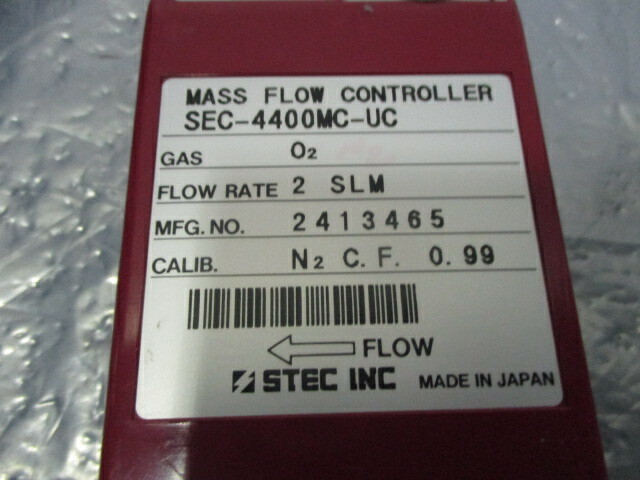 MASS FLOW CONTROLLER
SEC-4400MC-UC
GAS O₂
FLOW RATE 2 SLM
MFG. NO. 2413465
CALIB. N₂ C.F. 0.99
FLOW
STEC INC MADE IN JAPAN